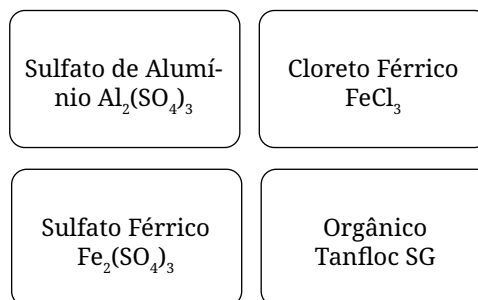 Sulfato de Alumí-
nio Al₂(SO₄)₃
Cloreto Férrico
FeCl₃
Sulfato Férrico
Fe₂(SO₄)₃
Orgânico
Tanfloc SG